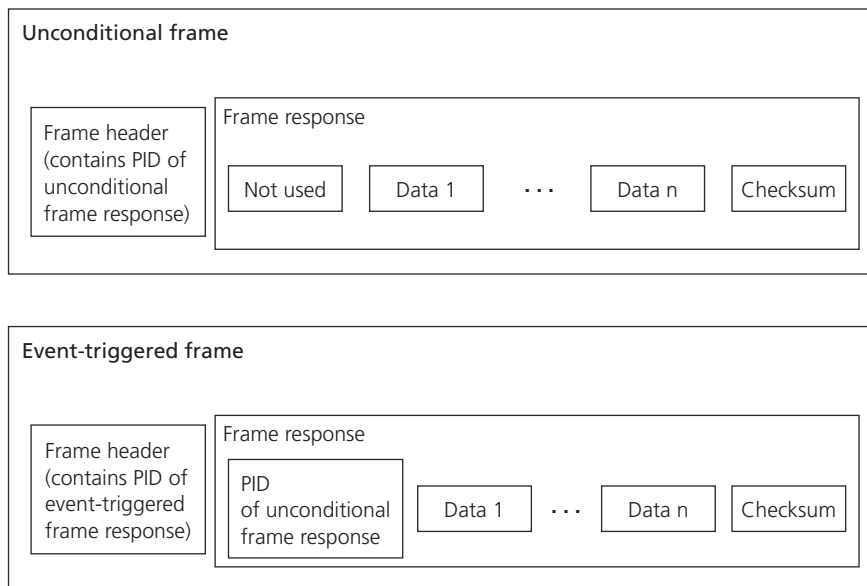 Unconditional frame
Frame header
(contains PID of
unconditional
frame response)
Frame response
Not used
Data 1
...
Data n
Checksum
Event-triggered frame
Frame header
(contains PID of
event-triggered
frame response)
Frame response
PID
of unconditional
frame response
Data 1
...
Data n
Checksum